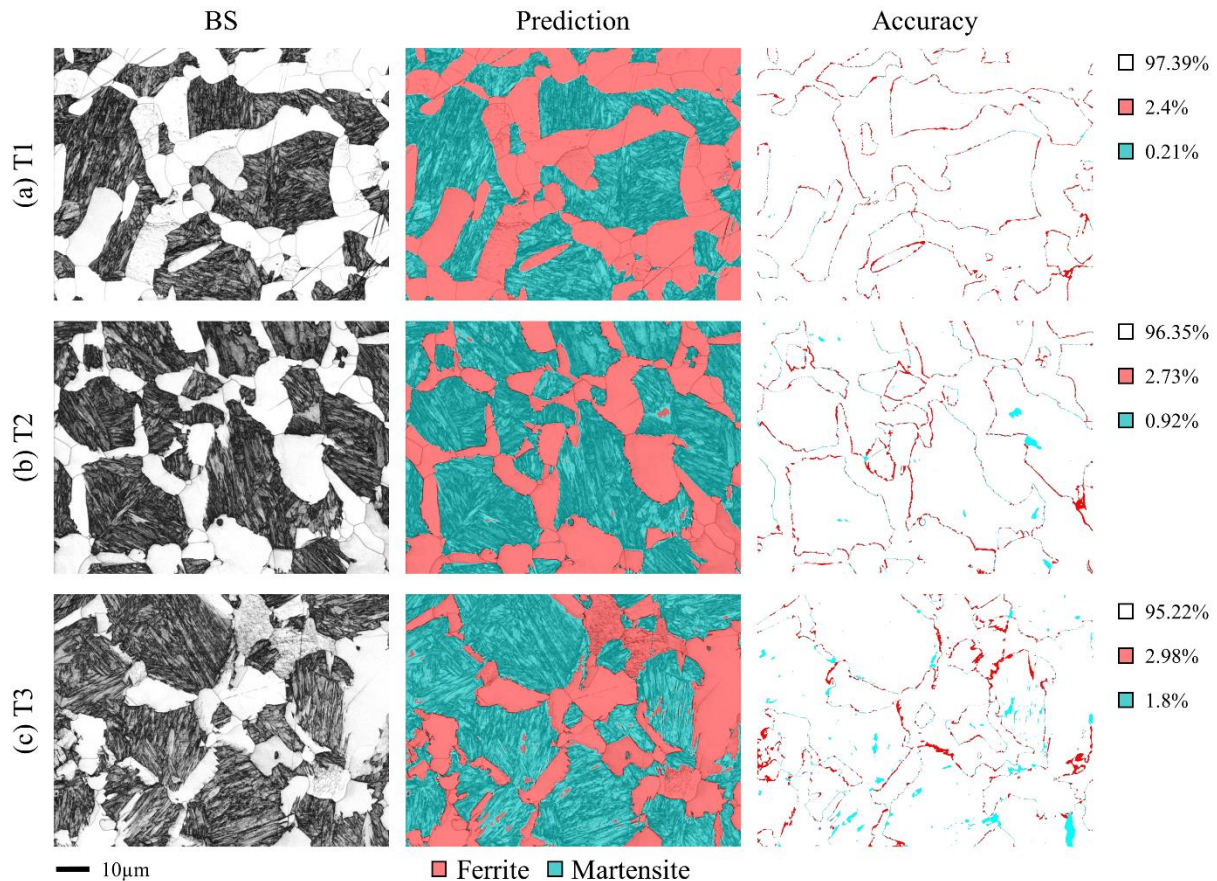 BS Prediction Accuracy
(a) T1
97.39%
2.4%
0.21%
(b) T2
96.35%
2.73%
0.92%
(c) T3
95.22%
2.98%
1.8%
10µm
Ferrite Martensite